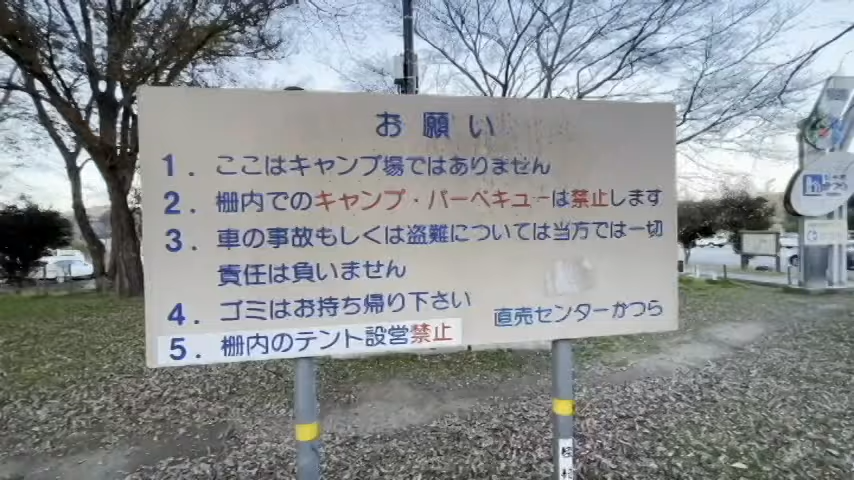 お願い
1. ここはキャンプ場ではありません
2. 柵内でのキャンプ・バーベキューは禁止します
3. 車の事故もしくは盗難については当方では一切
責任は負いません
4. ゴミはお持ち帰り下さい
直売センターかつら
5. 柵内のテント設営禁止